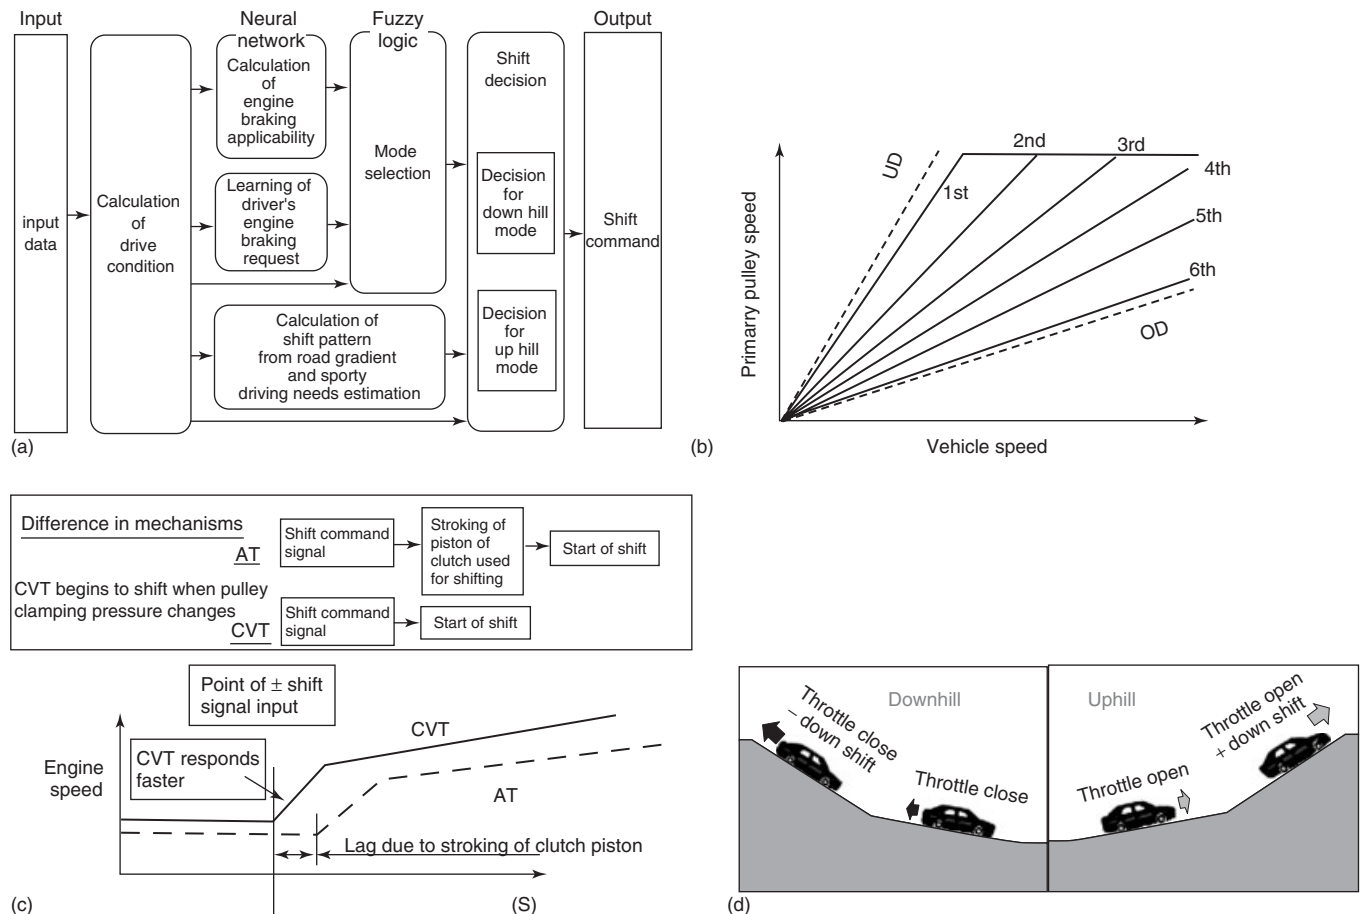 Input
Neural
network
Fuzzy
logic
Output
input
data
Calculation
of
drive
condition
Calculation
of
engine
braking
applicability
Learning of
driver's
engine
braking
request
Mode
selection
Calculation of
shift pattern
from road gradient
and sporty
driving needs estimation
Shift
decision
Decision
for
down hill
mode
Decision
for
up hill
mode
Shift
command
(a)
Primarry pulley speed
UD
1st
2nd
3rd
4th
5th
6th
OD
Vehicle speed
(b)
Difference in mechanisms
AT
Shift command
signal
Stroking of
piston of
clutch used
for shifting
Start of shift
CVT begins to shift when pulley
clamping pressure changes
CVT
Shift command
signal
Start of shift
Point of ± shift
signal input
CVT responds
faster
Engine
speed
CVT
AT
Lag due to stroking of clutch piston
(c)
(S)
Downhill
Throttle close
– down shift
Throttle close
Uphill
Throttle open
Throttle open
+ down shift
(d)